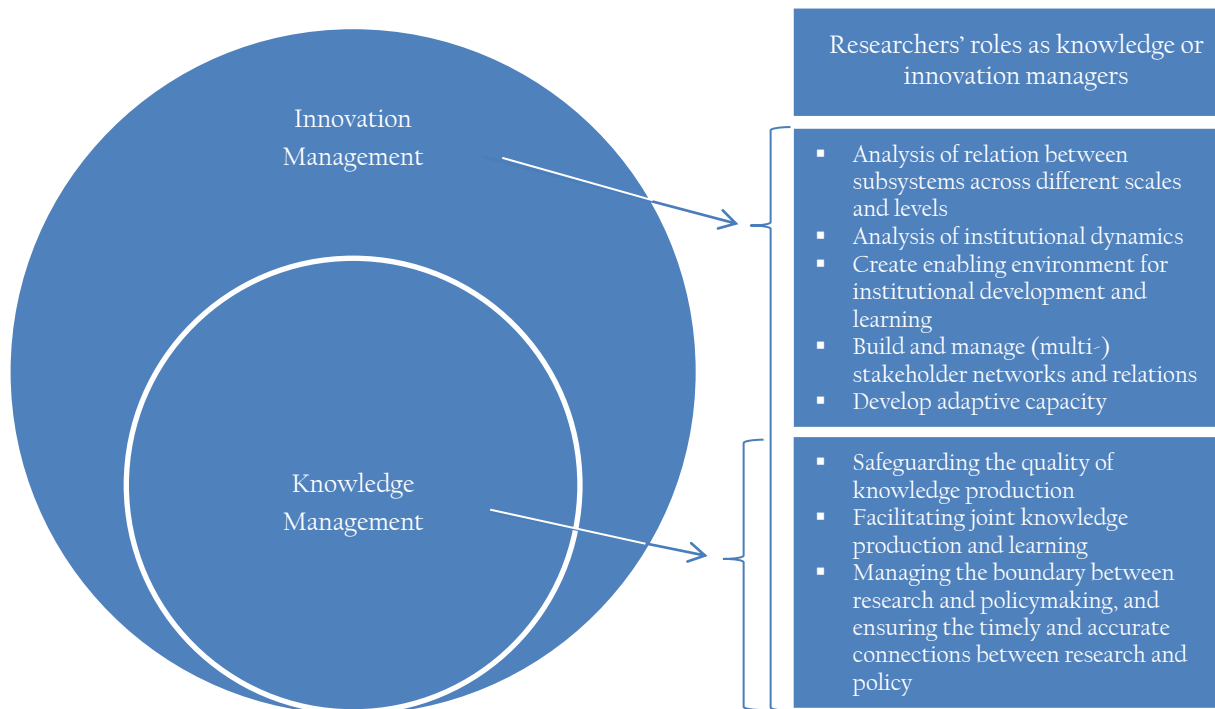 Innovation
Management
Knowledge
Management
Researchers’ roles as knowledge or
innovation managers
▪ Analysis of relation between
subsystems across different scales
and levels
▪ Analysis of institutional dynamics
▪ Create enabling environment for
institutional development and
learning
▪ Build and manage (multi-)
stakeholder networks and relations
▪ Develop adaptive capacity
▪ Safeguarding the quality of
knowledge production
▪ Facilitating joint knowledge
production and learning
▪ Managing the boundary between
research and policymaking, and
ensuring the timely and accurate
connections between research and
policy